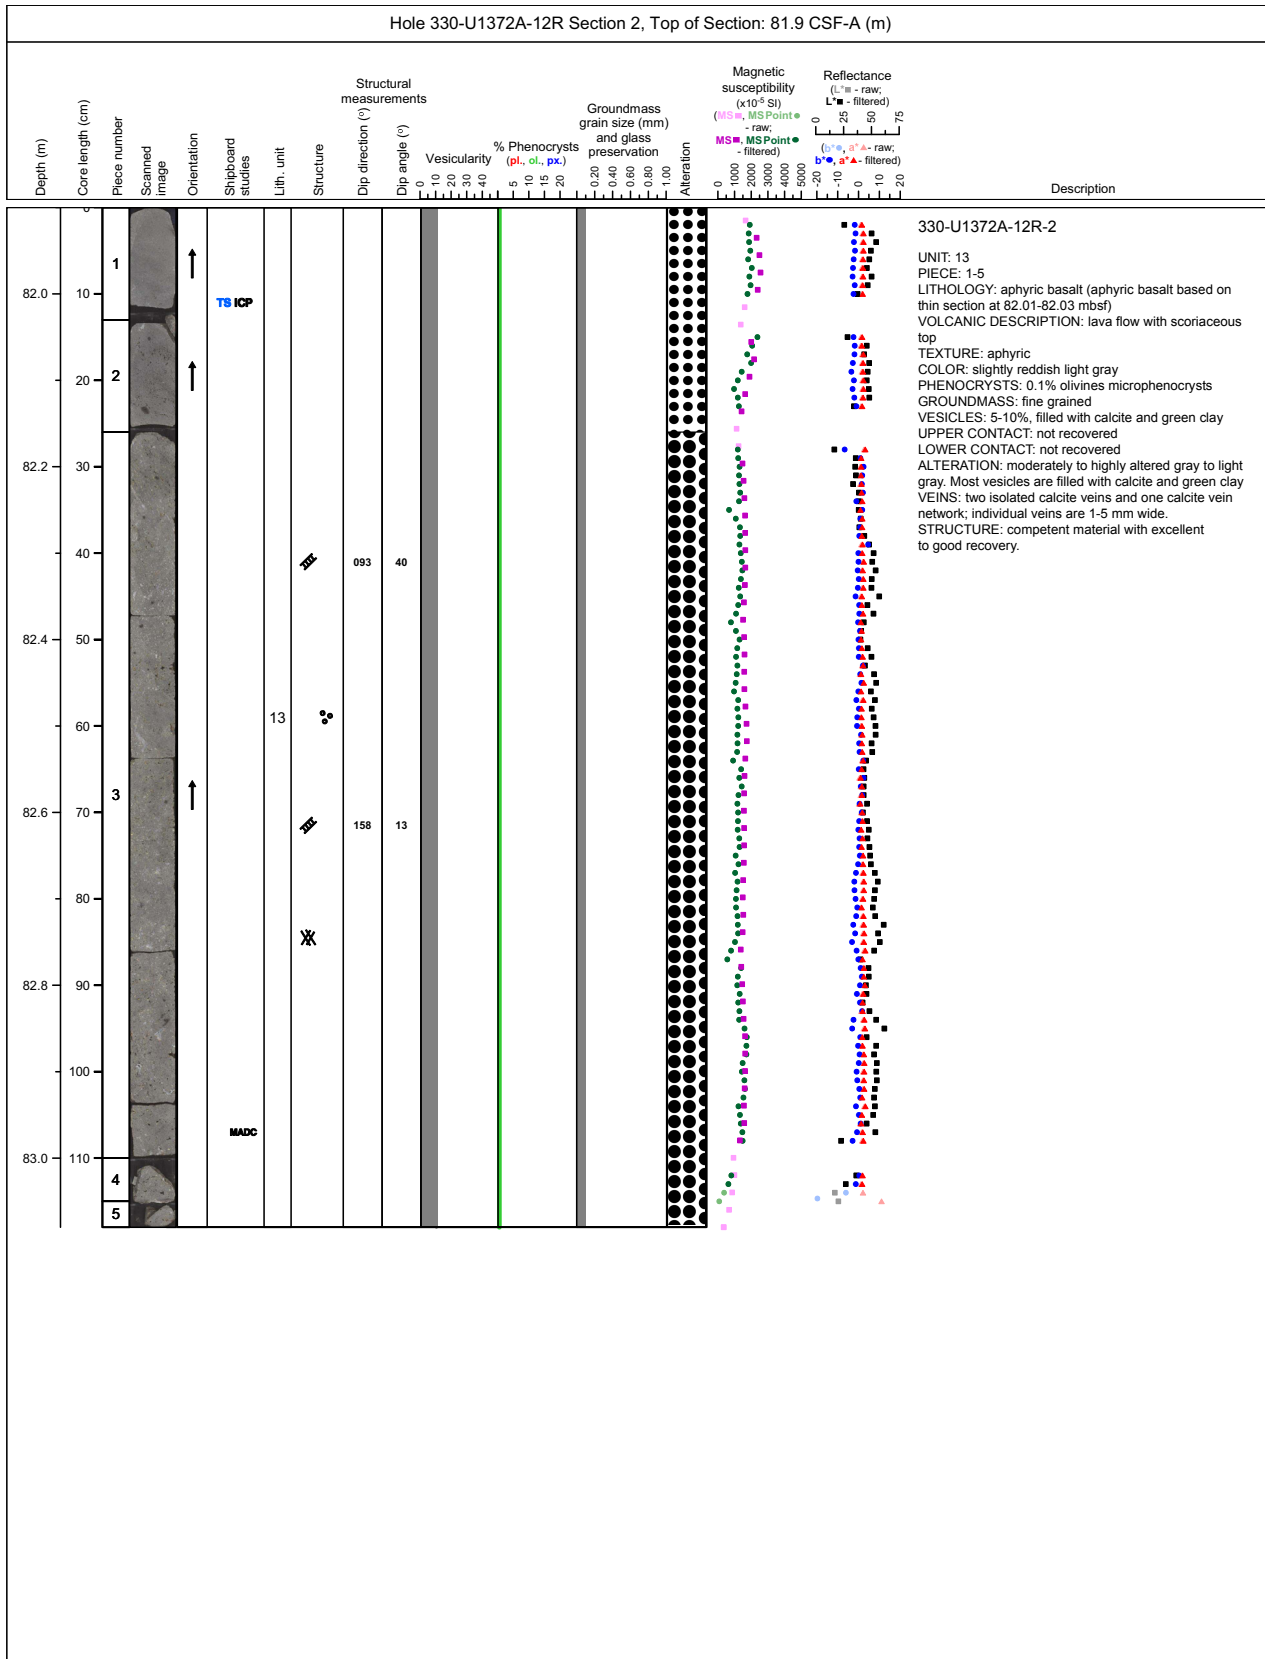 Hole 330-U1372A-12R Section 2, Top of Section: 81.9 CSF-A (m)
Depth (m)
Core length (cm)
Piece number
Scanned
image
Orientation
Shipboard
studies
Lith. unit
Structure
Structural
measurements
Dip direction (º)
Dip angle (º)
Vesicularity
0 10 20 30 40
% Phenocrysts
(pl., ol., px.)
5 10 15 20
Groundmass
grain size (mm)
and glass
preservation
0.20 0.40 0.60 0.80 1.00
Alteration
Magnetic
susceptibility
(x10-5 SI)
(MS■, MSPoint●
- raw;
MS■, MSPoint●
- filtered)
0 1000 2000 3000 4000 5000
Reflectance
(L*■ - raw;
L*■ - filtered)
0 25 50 75
(b*●, a*▲- raw;
b*●, a*▲- filtered)
-20 -10 0 10 20
Description
0
10
20
30
40
50
60
70
80
90
100
110
82.0
82.2
82.4
82.6
82.8
83.0
1
2
3
4
5
TS ICP
093 40
13
158 13
MADC
330-U1372A-12R-2
UNIT: 13
PIECE: 1-5
LITHOLOGY: aphyric basalt (aphyric basalt based on
thin section at 82.01-82.03 mbsf)
VOLCANIC DESCRIPTION: lava flow with scoriaceous
top
TEXTURE: aphyric
COLOR: slightly reddish light gray
PHENOCRYSTS: 0.1% olivines microphenocrysts
GROUNDMASS: fine grained
VESICLES: 5-10%, filled with calcite and green clay
UPPER CONTACT: not recovered
LOWER CONTACT: not recovered
ALTERATION: moderately to highly altered gray to light
gray. Most vesicles are filled with calcite and green clay
VEINS: two isolated calcite veins and one calcite vein
network; individual veins are 1-5 mm wide.
STRUCTURE: competent material with excellent
to good recovery.